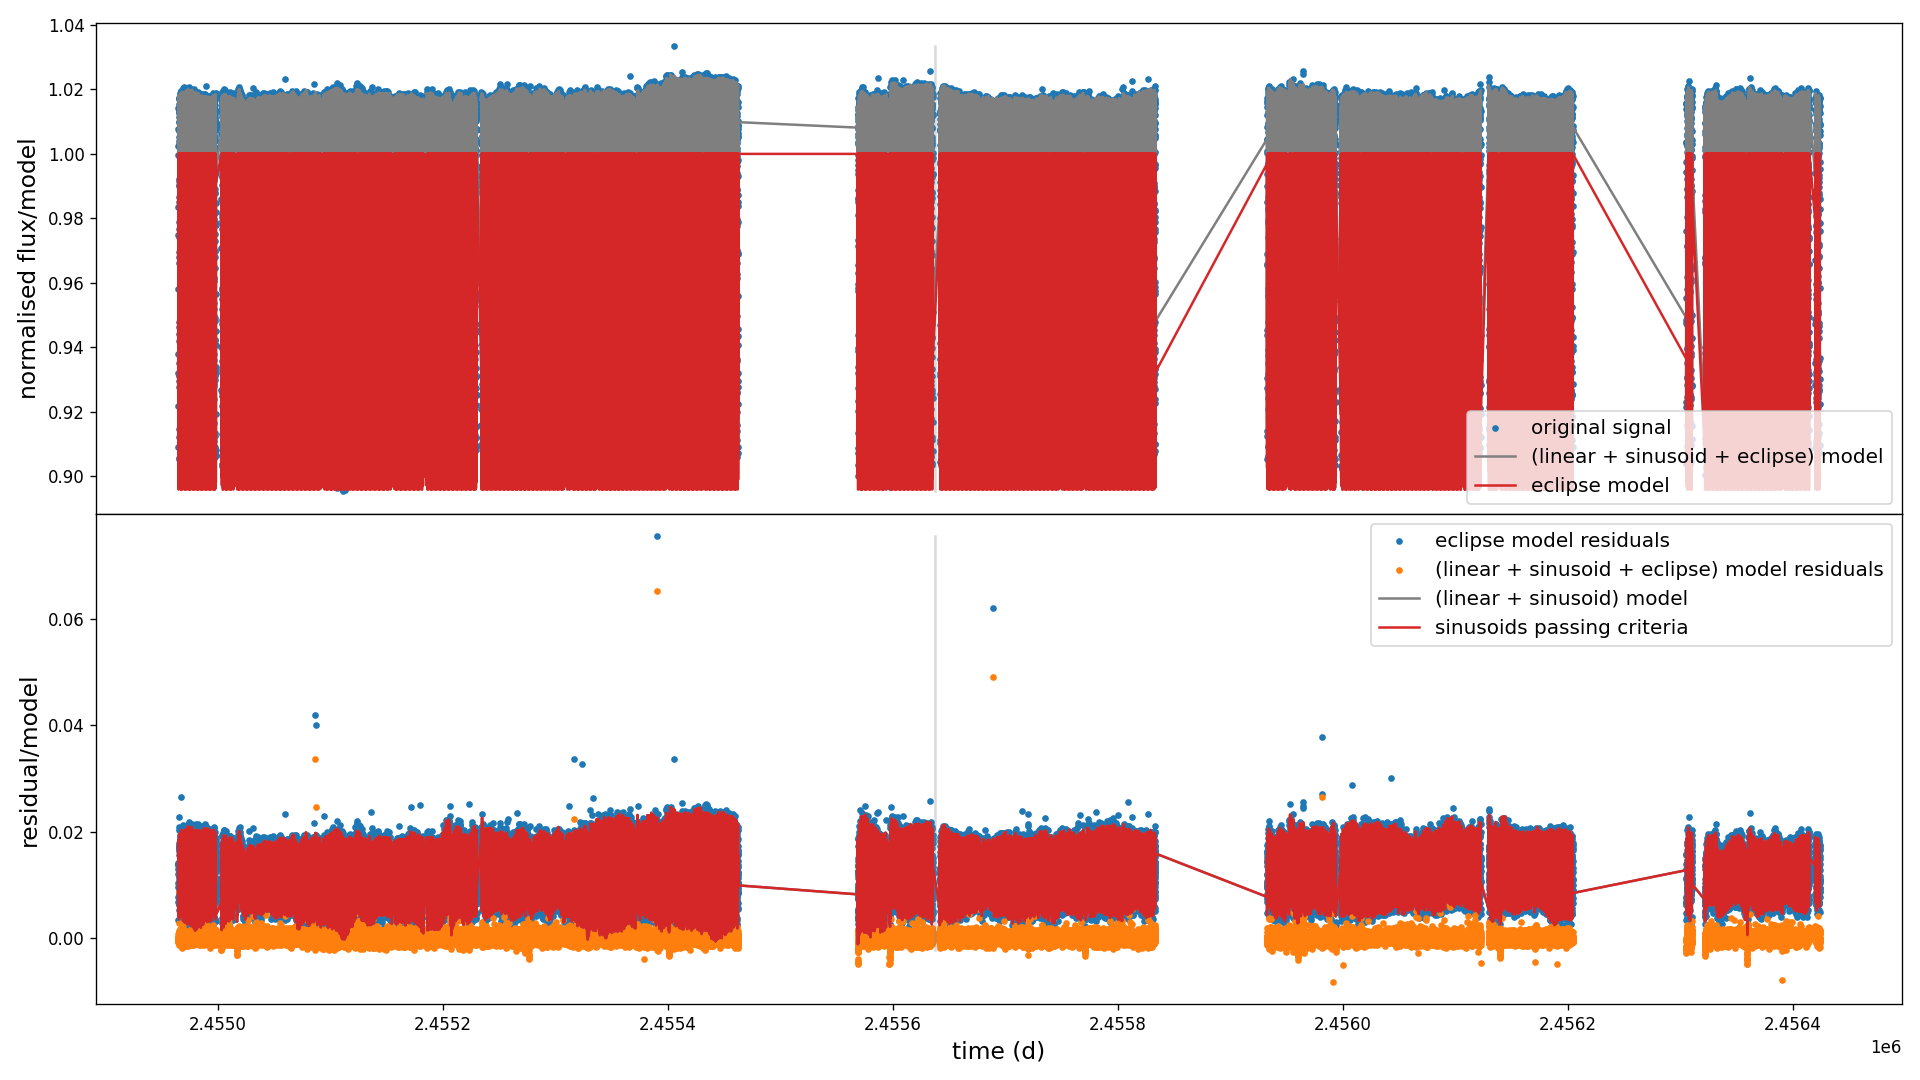 normalised flux/model
1.04
1.02
1.00
0.98
0.96
0.94
0.92
0.90
original signal
(linear + sinusoid + eclipse) model
eclipse model
residual/model
0.06
0.04
0.02
0.00
eclipse model residuals
(linear + sinusoid + eclipse) model residuals
(linear + sinusoid) model
sinusoids passing criteria
2.4550
2.4552
2.4554
2.4556
2.4558
2.4560
2.4562
2.4564
1e6
time (d)